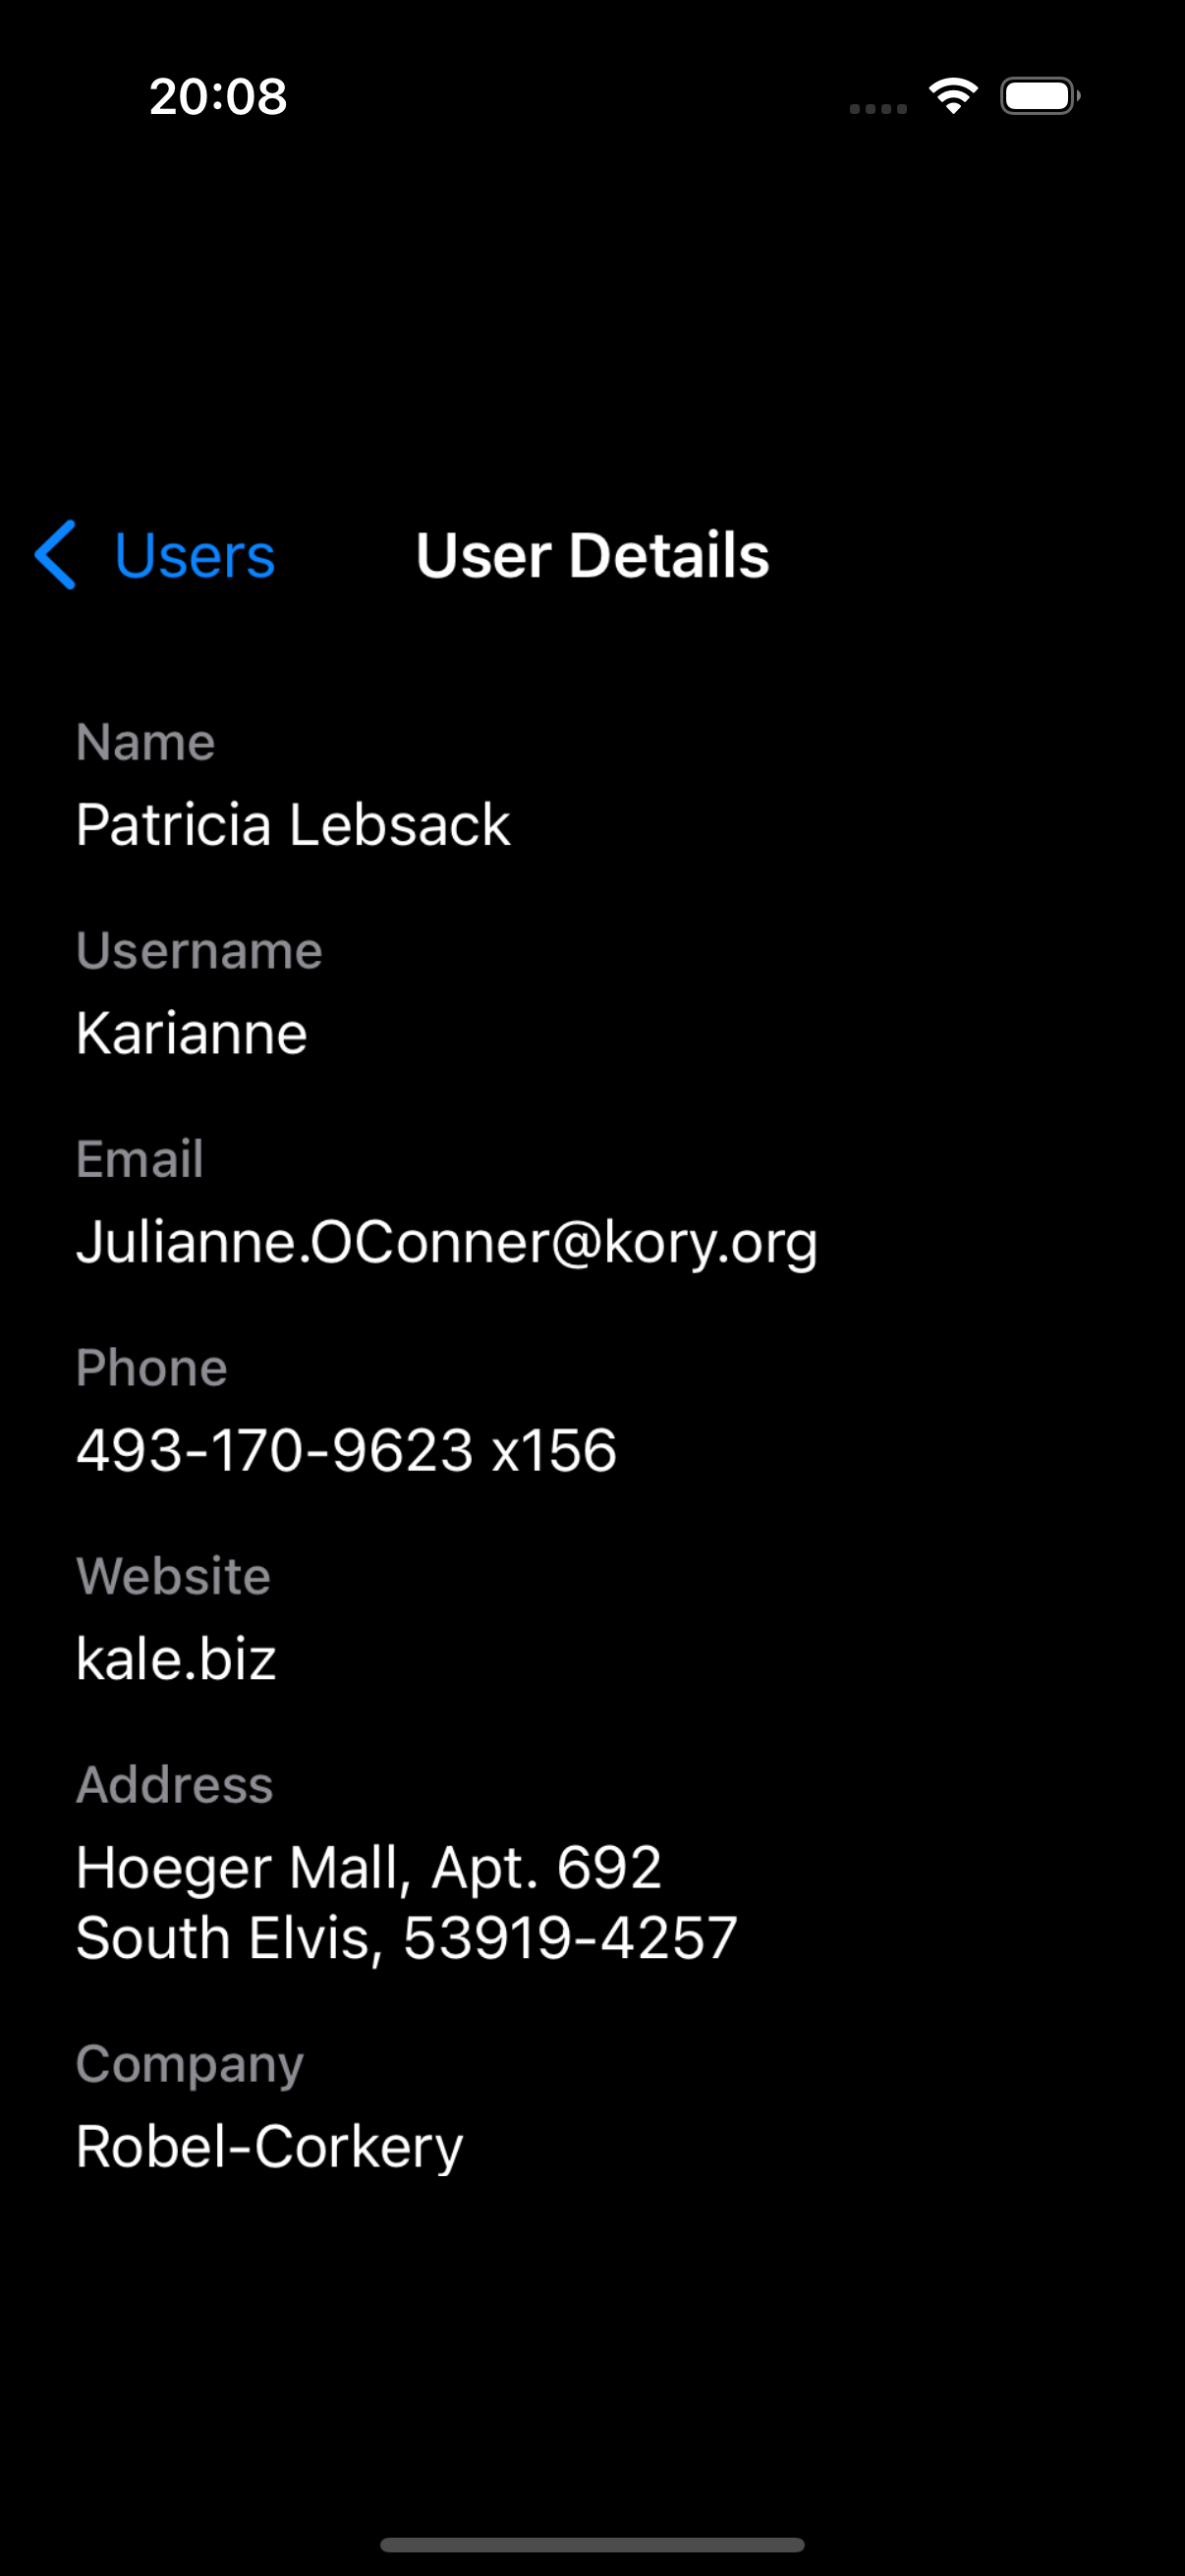 20:08
Users
User Details
Name
Patricia Lebsack
Username
Karianne
Email
Julianne.OConner@kory.org
Phone
493-170-9623 x156
Website
kale.biz
Address
Hoeger Mall, Apt. 692
South Elvis, 53919-4257
Company
Robel-Corkery